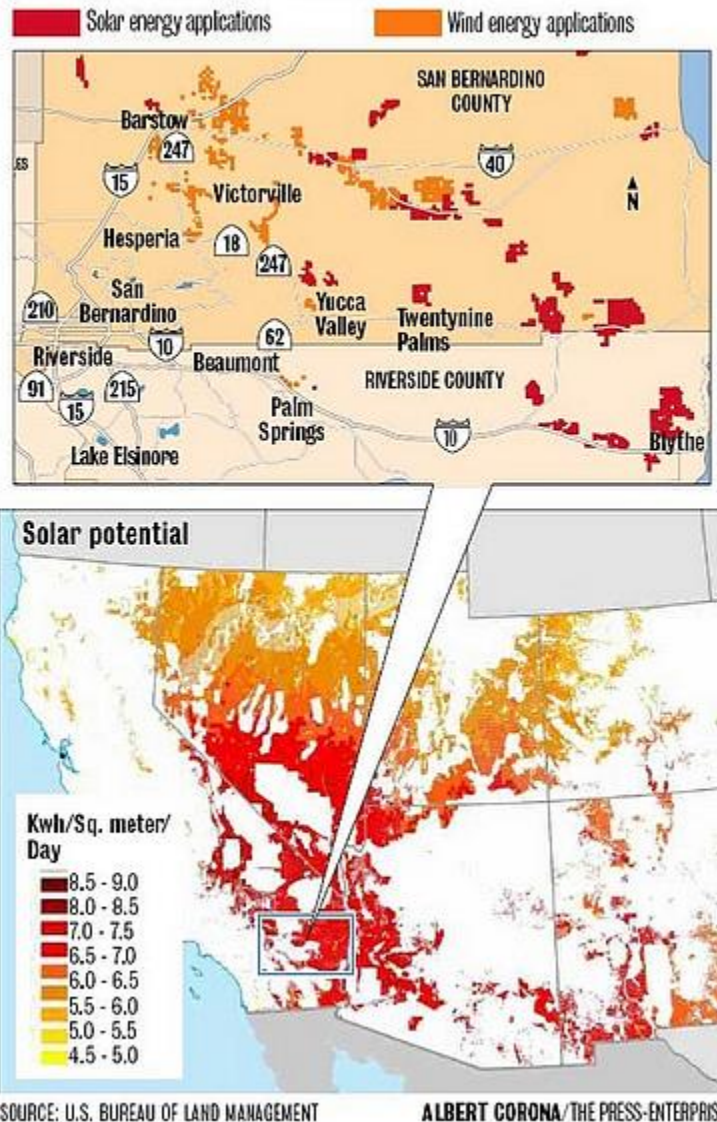 Solar energy applications
Wind energy applications
SAN BERNARDINO
COUNTY
Barstow
247
40
ES
15
N
Victorville
Hesperia
18
247
San
Bernardino
210
Yucca
Valley
Twentynine
Palms
62
10
Riverside
Beaumont
RIVERSIDE COUNTY
91
15
215
Palm
Springs
10
Blythe
Lake Elsinore
Solar potential
Kwh/Sq. meter/
Day
8.5 - 9.0
8.0 - 8.5
7.0 - 7.5
6.5 - 7.0
6.0 - 6.5
5.5 - 6.0
5.0 - 5.5
4.5 - 5.0
SOURCE: U.S. BUREAU OF LAND MANAGEMENT
ALBERT CORONA/THE PRESS-ENTERPRIS